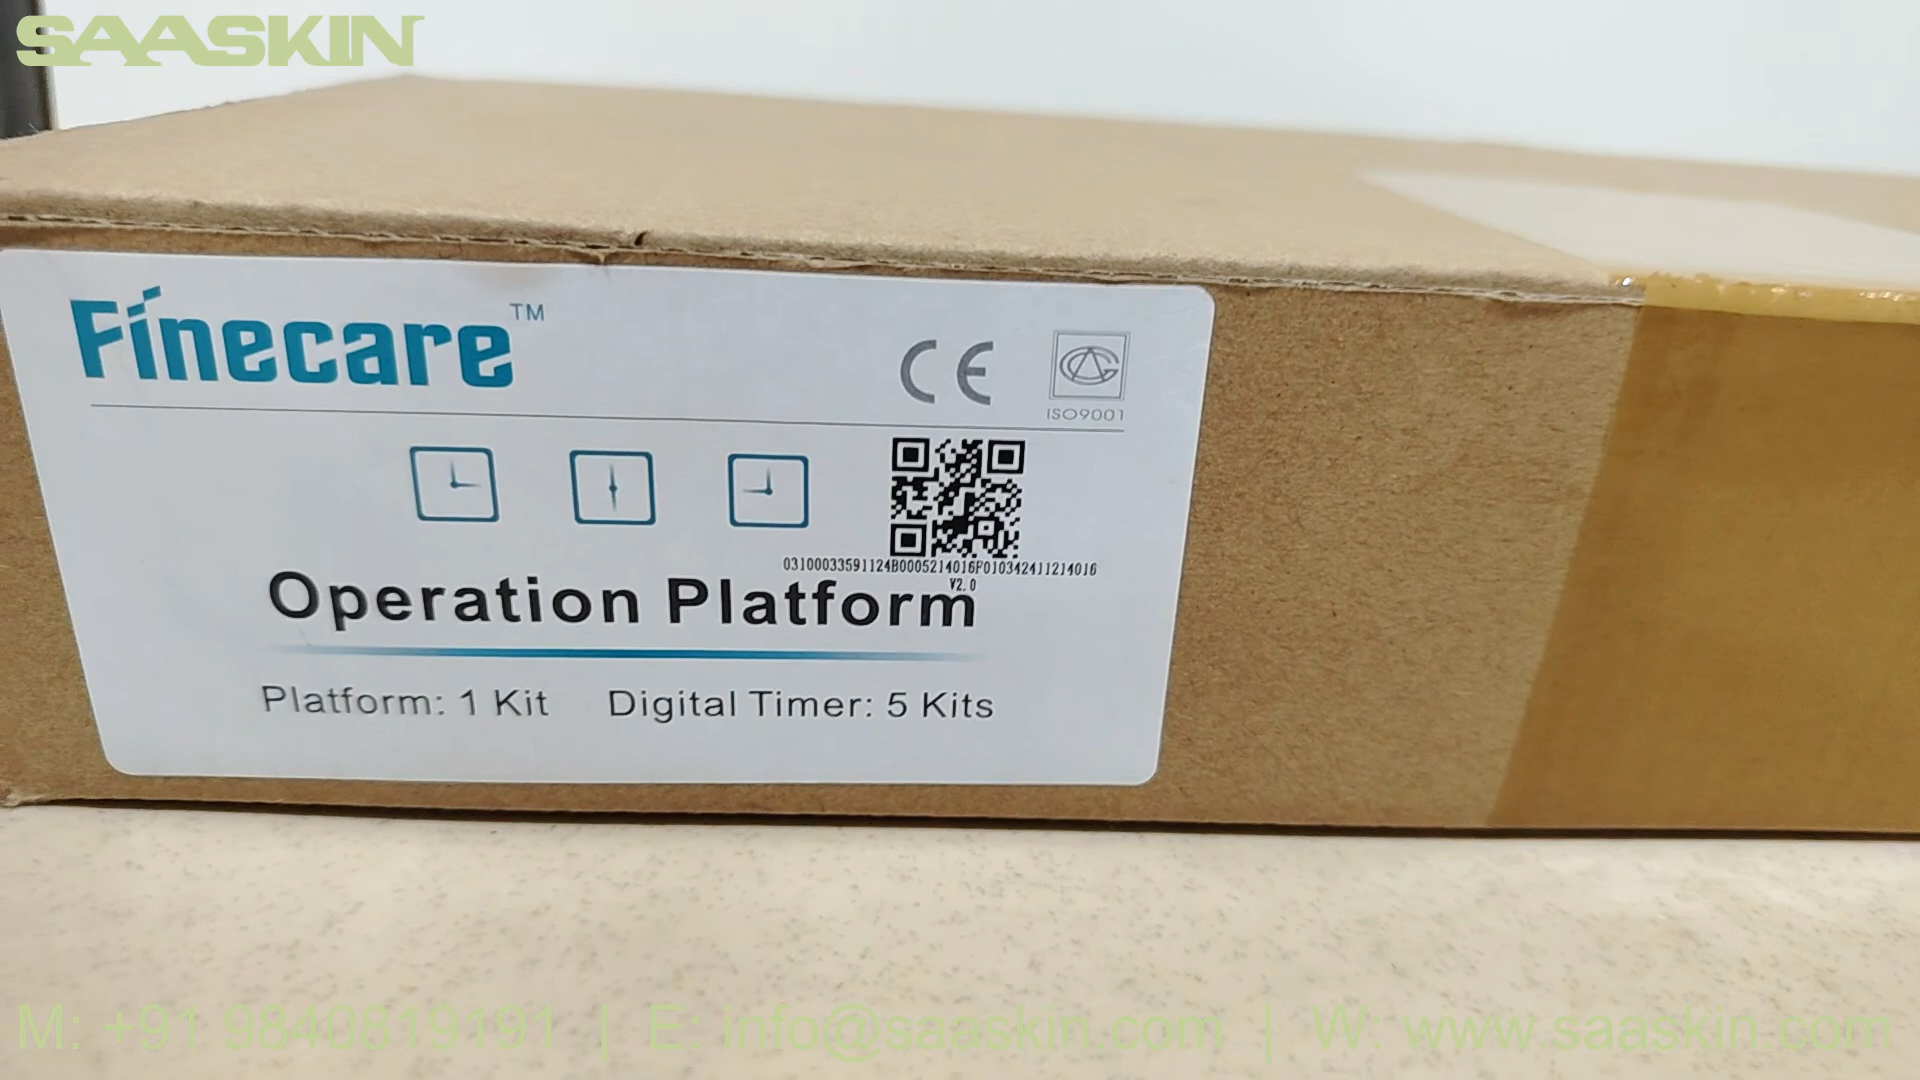 SAASKIN
Finecare™
CE
ISO9001
03100033591124B0005214016F010342411214016
V2.0
Operation Platform
Platform: 1 Kit Digital Timer: 5 Kits
M: +91 9840819191 | E: info@saaskin.com | W: www.saaskin.com